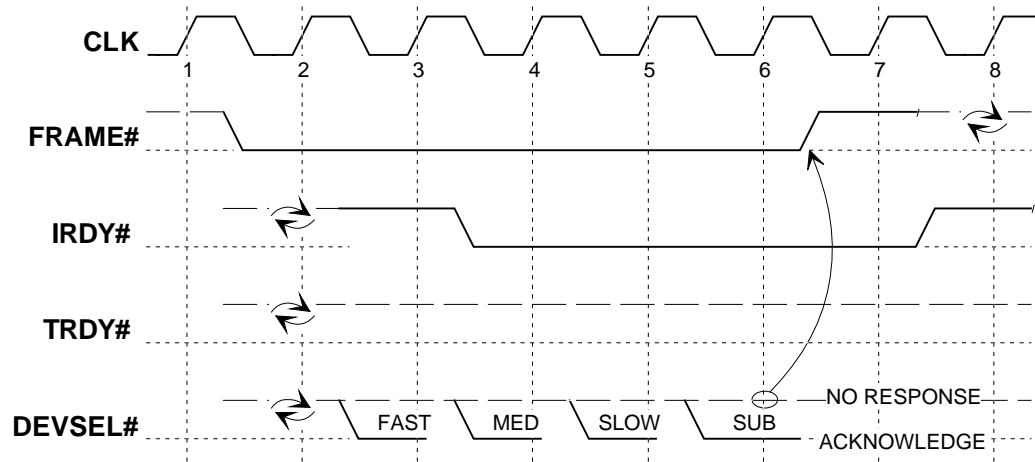 CLK
1 2 3 4 5 6 7 8
FRAME#
IRDY#
TRDY#
DEVSEL#
FAST MED SLOW SUB
NO RESPONSE
ACKNOWLEDGE